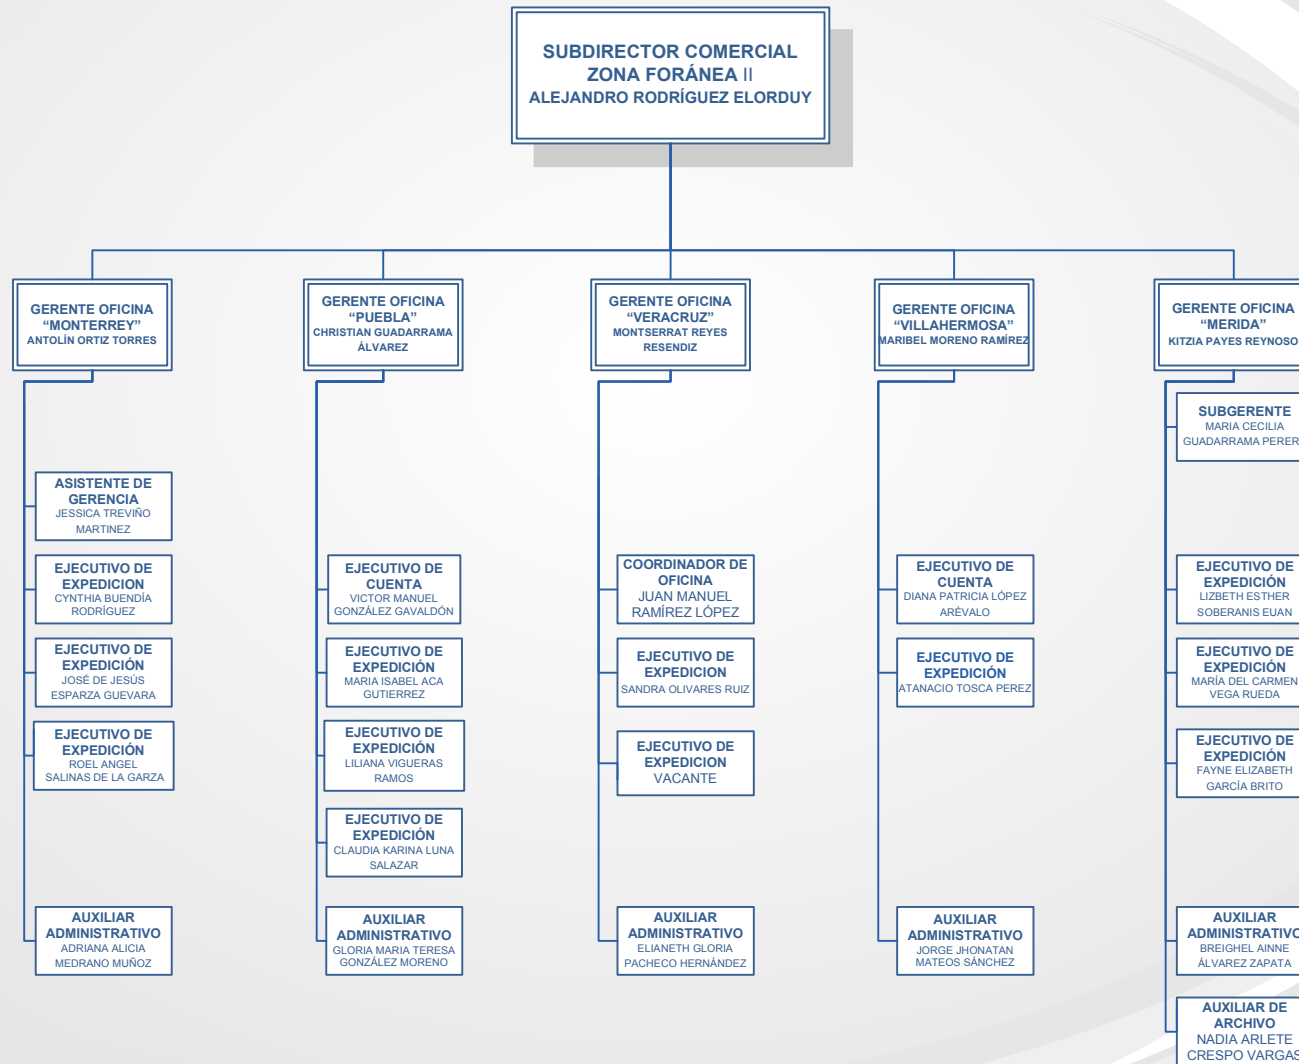 SUBDIRECTOR COMERCIAL
ZONA FORÁNEA II
ALEJANDRO RODRÍGUEZ ELORDUY
GERENTE OFICINA
“MONTERREY”
ANTOLÍN ORTIZ TORRES
ASISTENTE DE
GERENCIA
JESSICA TREVIÑO
MARTINEZ
EJECUTIVO DE
EXPEDICION
CYNTHIA BUENDÍA
RODRÍGUEZ
EJECUTIVO DE
EXPEDICIÓN
JOSÉ DE JESÚS
ESPARZA GUEVARA
EJECUTIVO DE
EXPEDICIÓN
ROEL ANGEL
SALINAS DE LA GARZA
AUXILIAR
ADMINISTRATIVO
ADRIANA ALICIA
MEDRANO MUÑOZ
GERENTE OFICINA
“PUEBLA”
CHRISTIAN GUADARRAMA
ÁLVAREZ
EJECUTIVO DE
CUENTA
VICTOR MANUEL
GONZÁLEZ GAVALDÓN
EJECUTIVO DE
EXPEDICIÓN
MARIA ISABEL ACA
GUTIERREZ
EJECUTIVO DE
EXPEDICIÓN
LILIANA VIGUERAS
RAMOS
EJECUTIVO DE
EXPEDICIÓN
CLAUDIA KARINA LUNA
SALAZAR
AUXILIAR
ADMINISTRATIVO
GLORIA MARIA TERESA
GONZÁLEZ MORENO
GERENTE OFICINA
“VERACRUZ”
MONTSERRAT REYES
RESENDIZ
COORDINADOR DE
OFICINA
JUAN MANUEL
RAMÍREZ LÓPEZ
EJECUTIVO DE
EXPEDICION
SANDRA OLIVARES RUIZ
EJECUTIVO DE
EXPEDICION
VACANTE
AUXILIAR
ADMINISTRATIVO
ELIANETH GLORIA
PACHECO HERNÁNDEZ
GERENTE OFICINA
“VILLAHERMOSA”
MARIBEL MORENO RAMÍREZ
EJECUTIVO DE
CUENTA
DIANA PATRICIA LÓPEZ
ARÉVALO
EJECUTIVO DE
EXPEDICIÓN
ATANACIO TOSCA PEREZ
AUXILIAR
ADMINISTRATIVO
JORGE JHONATAN
MATEOS SÁNCHEZ
GERENTE OFICINA
“MERIDA”
KITZIA PAYES REYNOSO
SUBGERENTE
MARIA CECILIA
GUADARRAMA PERER
EJECUTIVO DE
EXPEDICIÓN
LIZBETH ESTHER
SOBERANIS EUAN
EJECUTIVO DE
EXPEDICIÓN
MARÍA DEL CARMEN
VEGA RUEDA
EJECUTIVO DE
EXPEDICIÓN
FAYNE ELIZABETH
GARCÍA BRITO
AUXILIAR
ADMINISTRATIVO
BREIGHEL AINNE
ÁLVAREZ ZAPATA
AUXILIAR DE
ARCHIVO
NADIA ARLETE
CRESPO VARGAS